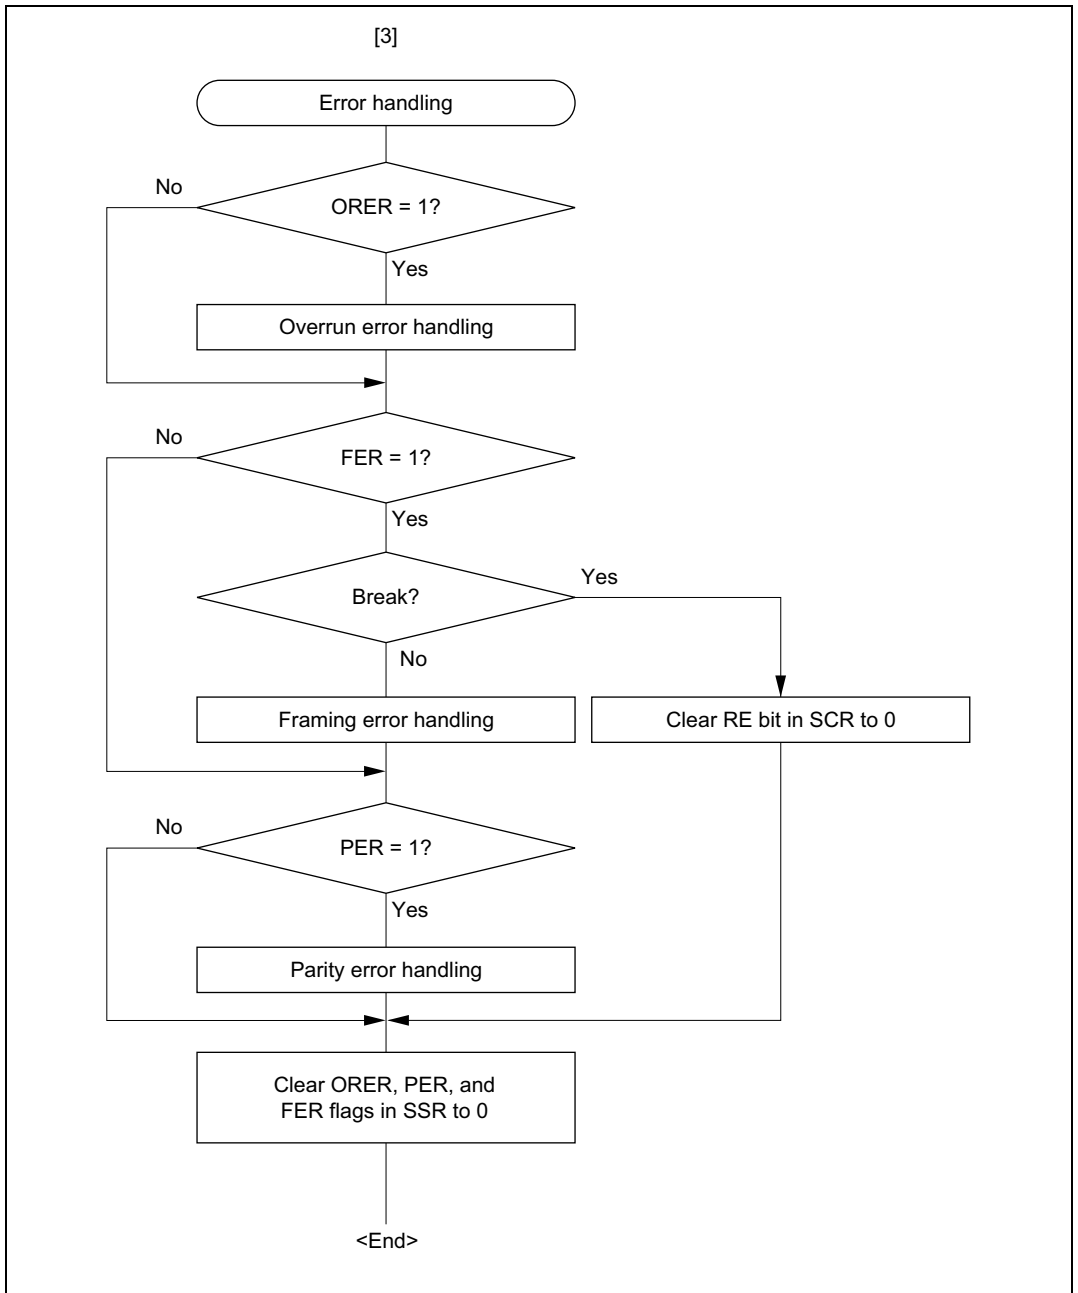 [3]
Error handling
No
ORER = 1?
Yes
Overrun error handling
No
FER = 1?
Yes
Break?
Yes
No
Framing error handling
Clear RE bit in SCR to 0
No
PER = 1?
Yes
Parity error handling
Clear ORER, PER, and
FER flags in SSR to 0
<End>